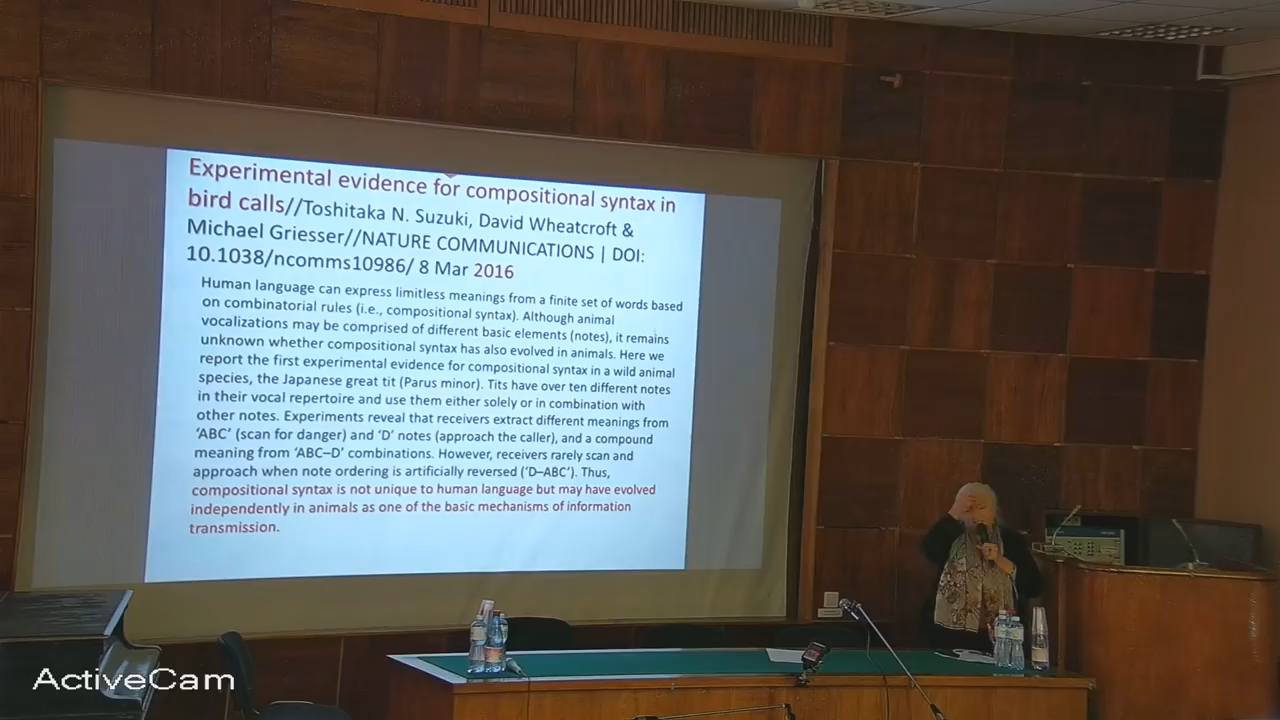 Experimental evidence for compositional syntax in
bird calls//Toshitaka N. Suzuki, David Wheatcroft &
Michael Griesser//NATURE COMMUNICATIONS | DOI:
10.1038/ncomms10986/ 8 Mar 2016
Human language can express limitless meanings from a finite set of words based
on combinatorial rules (i.e., compositional syntax). Although animal
vocalizations may be comprised of different basic elements (notes), it remains
unknown whether compositional syntax has also evolved in animals. Here we
report the first experimental evidence for compositional syntax in a wild animal
species, the Japanese great tit (Parus minor). Tits have over ten different notes
in their vocal repertoire and use them either solely or in combination with
other notes. Experiments reveal that receivers extract different meanings from
‘ABC’ (scan for danger) and ‘D’ notes (approach the caller), and a compound
meaning from ‘ABC–D’ combinations. However, receivers rarely scan and
approach when note ordering is artificially reversed (‘D–ABC’). Thus,
compositional syntax is not unique to human language but may have evolved
independently in animals as one of the basic mechanisms of information
transmission.
ActiveCam